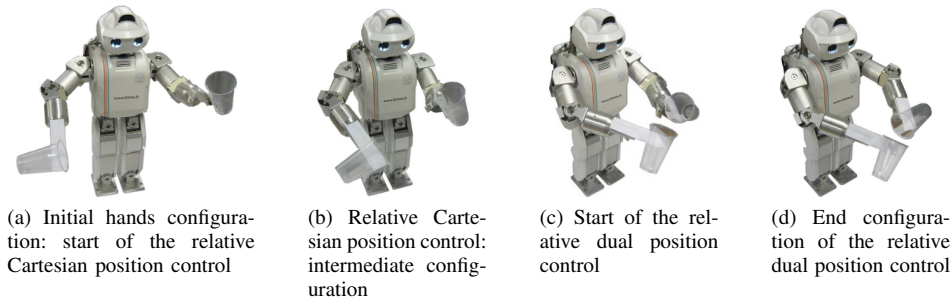 (a) Initial hands configura-
tion: start of the relative
Cartesian position control
(b) Relative Carte-
sian position control:
intermediate config-
uration
(c) Start of the rel-
ative dual position
control
(d) End configura-
tion of the relative
dual position control